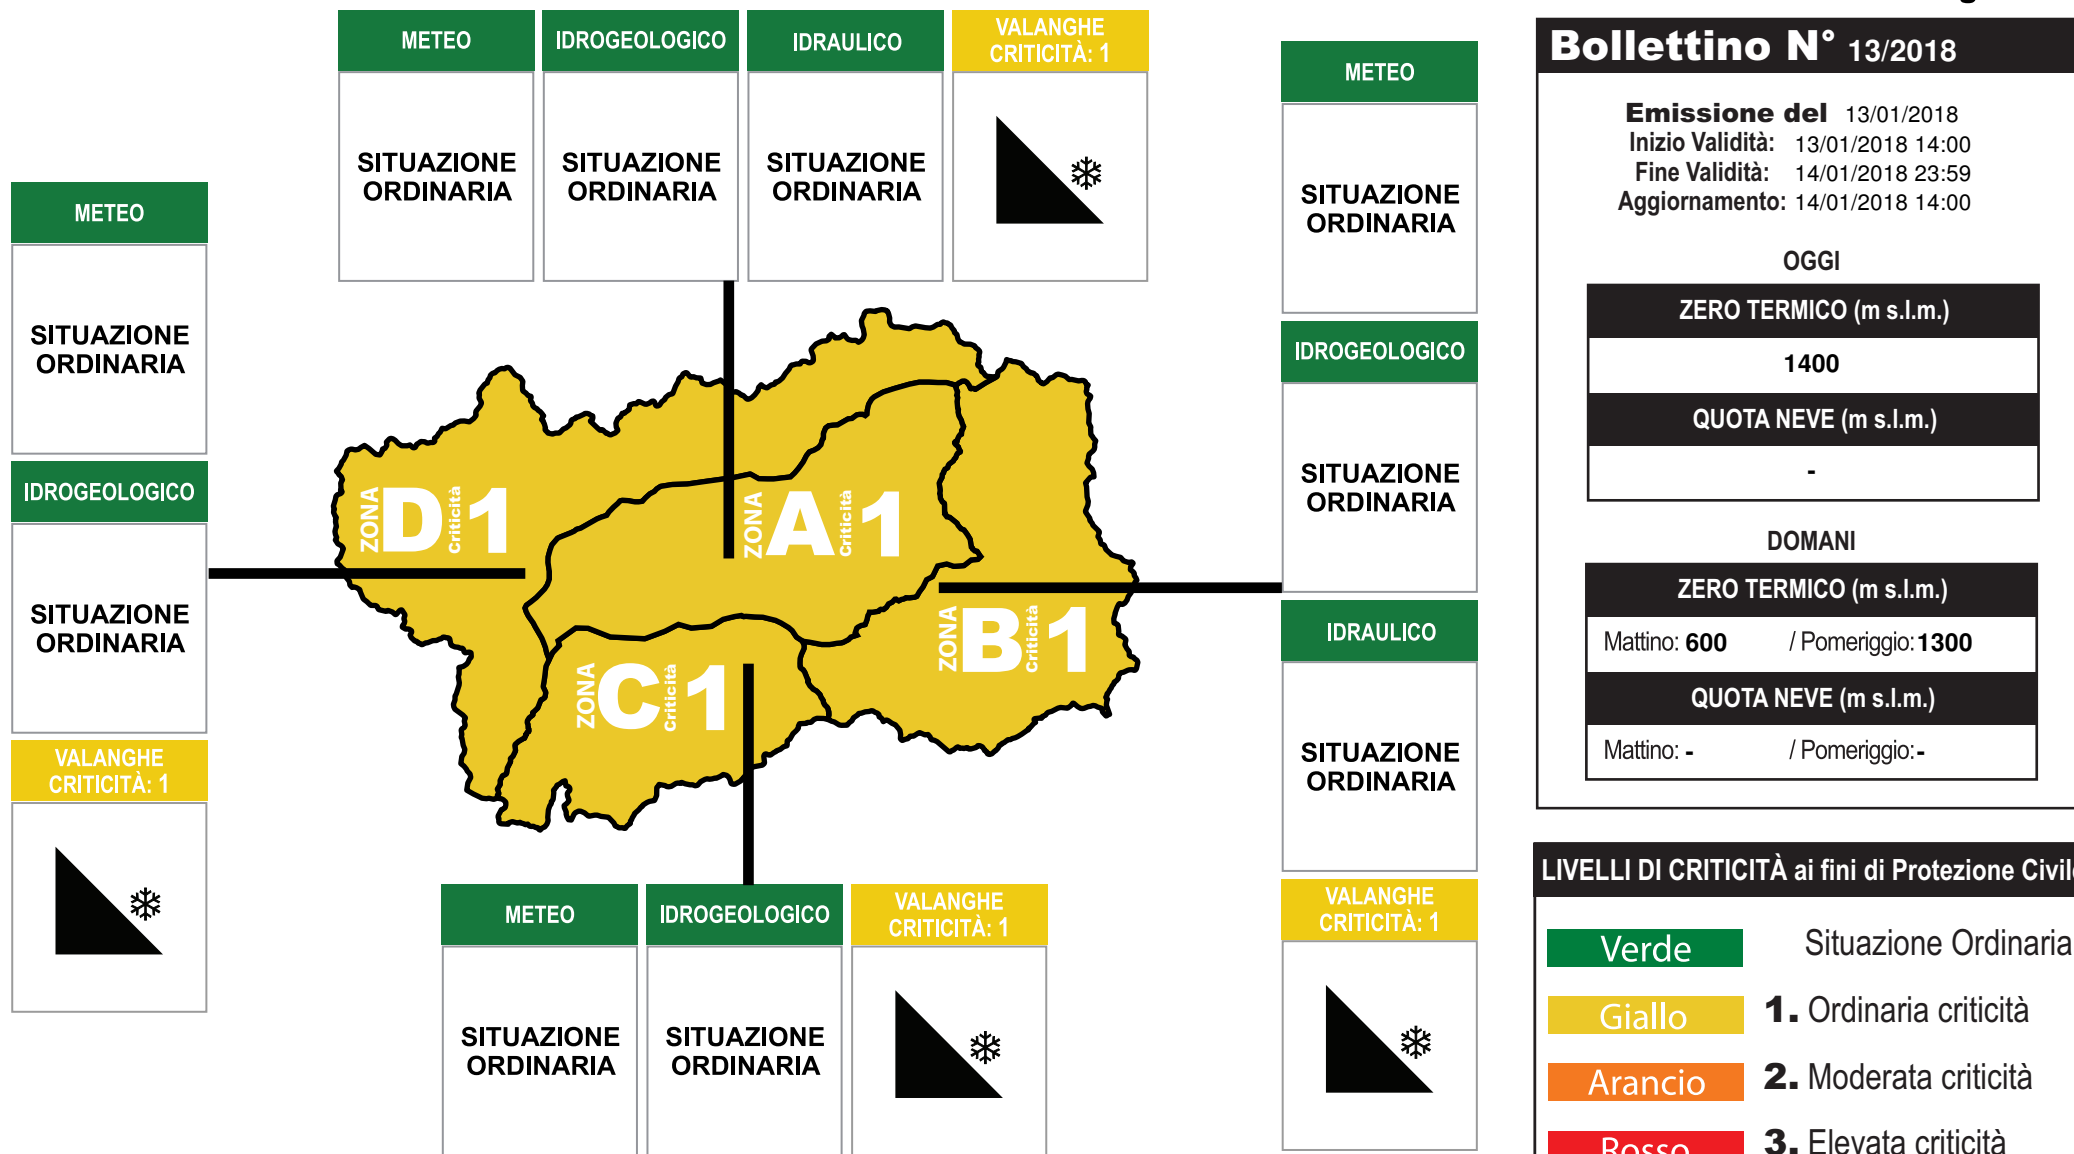 METEO
IDROGEOLOGICO
IDRAULICO
VALANGHE
CRITICITÀ: 1
SITUAZIONE
ORDINARIA
SITUAZIONE
ORDINARIA
SITUAZIONE
ORDINARIA
METEO
SITUAZIONE
ORDINARIA
IDROGEOLOGICO
SITUAZIONE
ORDINARIA
VALANGHE
CRITICITÀ: 1
ZONA D Criticità 1
ZONA A Criticità 1
ZONA B Criticità 1
ZONA C Criticità 1
METEO
SITUAZIONE
ORDINARIA
IDROGEOLOGICO
SITUAZIONE
ORDINARIA
IDRAULICO
SITUAZIONE
ORDINARIA
VALANGHE
CRITICITÀ: 1
METEO
IDROGEOLOGICO
VALANGHE
CRITICITÀ: 1
SITUAZIONE
ORDINARIA
SITUAZIONE
ORDINARIA
Bollettino N° 13/2018
Emissione del 13/01/2018
Inizio Validità: 13/01/2018 14:00
Fine Validità: 14/01/2018 23:59
Aggiornamento: 14/01/2018 14:00
OGGI
ZERO TERMICO (m s.l.m.)
1400
QUOTA NEVE (m s.l.m.)
-
DOMANI
ZERO TERMICO (m s.l.m.)
Mattino: 600 / Pomeriggio: 1300
QUOTA NEVE (m s.l.m.)
Mattino: - / Pomeriggio: -
LIVELLI DI CRITICITÀ ai fini di Protezione Civile
Verde Situazione Ordinaria
Giallo 1. Ordinaria criticità
Arancio 2. Moderata criticità
Rosso 3. Elevata criticità